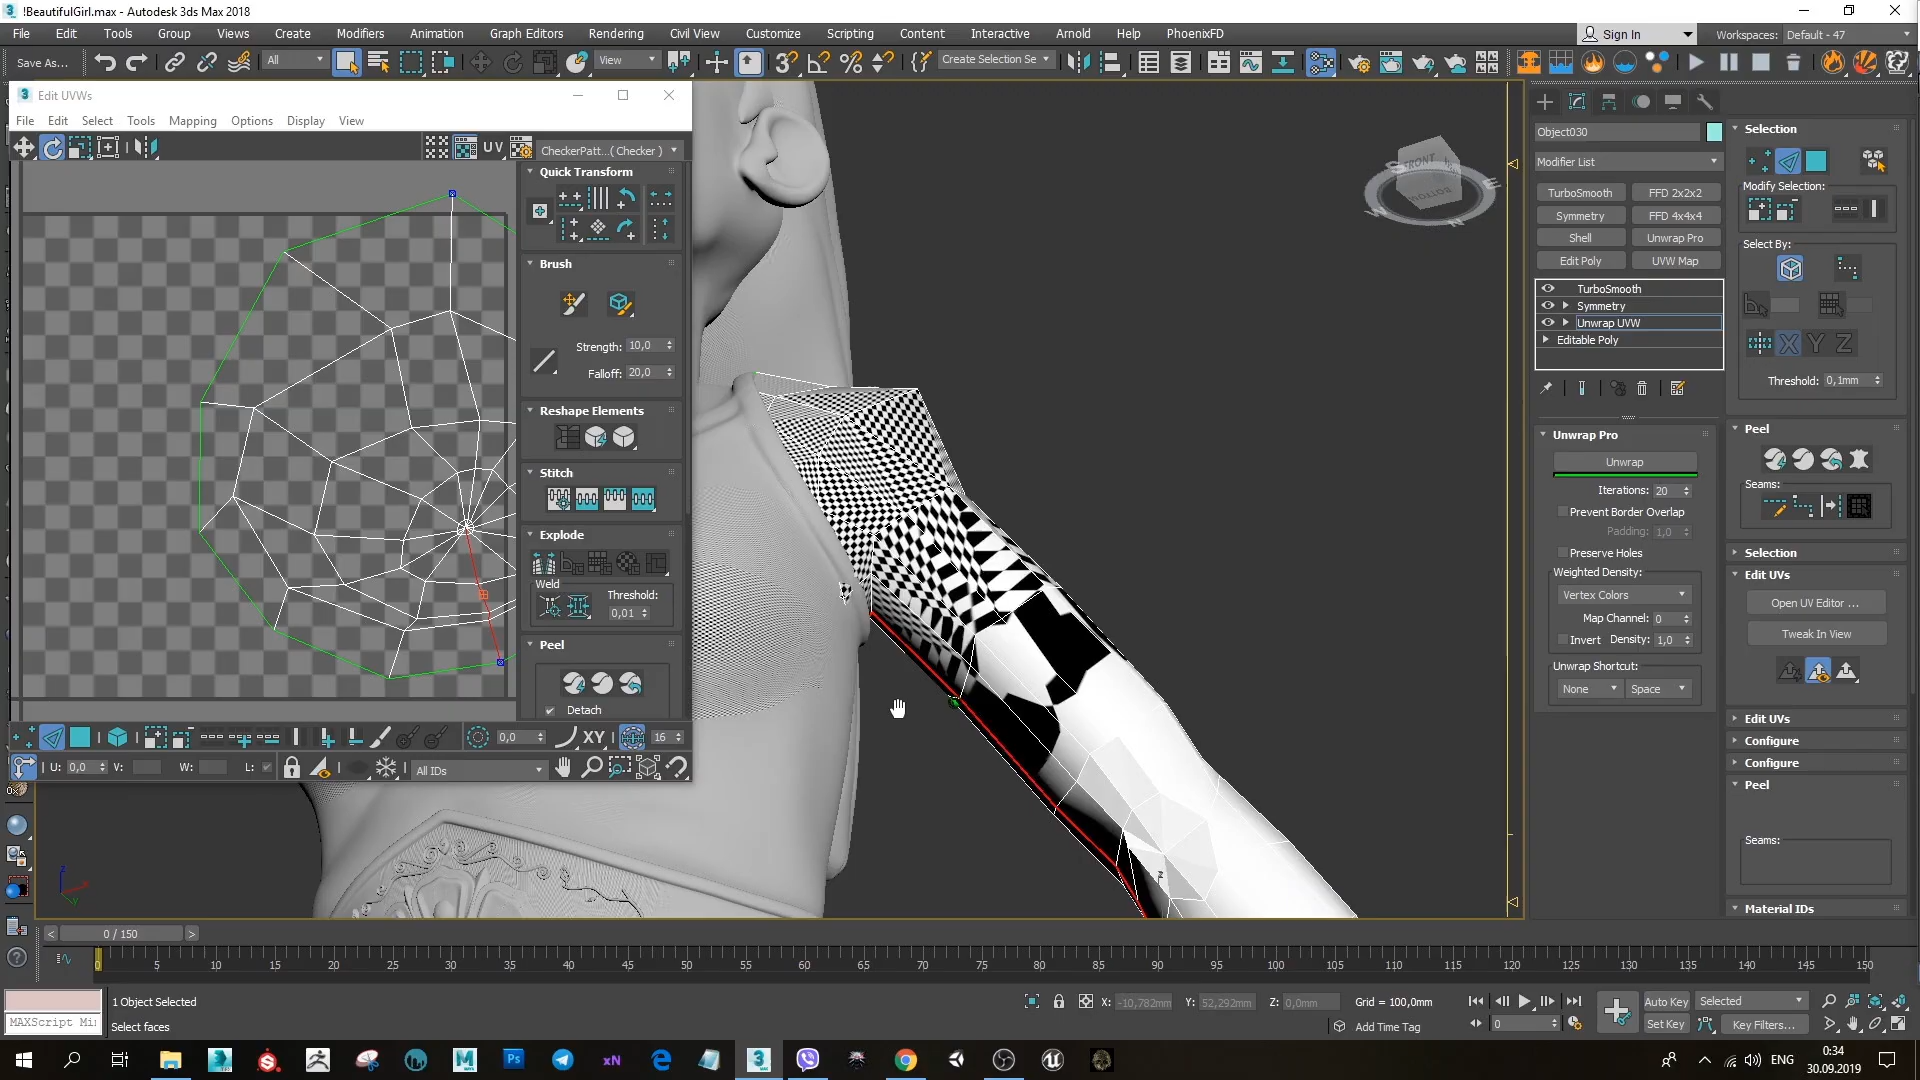 !BeautifulGirl.max - Autodesk 3ds Max 2018
File Edit Tools Group Views Create Modifiers Animation Graph Editors Rendering Civil View Customize Scripting Content Interactive Arnold Help PhoenixFD
Sign In
Workspaces: Default - 47
Save As...
All
View
Create Selection Se
Edit UVWs
File Edit Select Tools Mapping Options Display View
UV
CheckerPatt...( Checker )
Quick Transform
Brush
Strength: 10,0
Falloff: 20,0
Reshape Elements
Stitch
Explode
Weld
Threshold:
0,01
Peel
Detach
0,0
XY
16
U: 0,0
V:
W:
L:
All IDs
FRONT
BOTTOM
S
E
W
N
Z
Object030
Modifier List
TurboSmooth FFD 2x2x2
Symmetry FFD 4x4x4
Shell Unwrap Pro
Edit Poly UVW Map
TurboSmooth
Symmetry
Unwrap UVW
Editable Poly
Unwrap Pro
Unwrap
Iterations: 20
Prevent Border Overlap
Padding: 1,0
Preserve Holes
Weighted Density:
Vertex Colors
Map Channel: 0
Invert Density: 1,0
Unwrap Shortcut:
None Space
Selection
Modify Selection:
Select By:
X Y Z
Threshold: 0,1mm
Peel
Seams:
Selection
Edit UVs
Open UV Editor ...
Tweak In View
Edit UVs
Configure
Configure
Peel
Seams:
Material IDs
< 0 / 150 >
0 5 10 15 20 25 30 35 40 45 50 55 60 65 70 75 80 85 90 95 100 105 110 115 120 125 130 135 140 145 150
1 Object Selected
MAXScript Mi
Select faces
X: -10,782mm Y: 52,292mm Z: 0,0mm
Grid = 100,0mm
Add Time Tag
0
Auto Key Selected
Set Key Key Filters...
ENG
0:34
30.09.2019